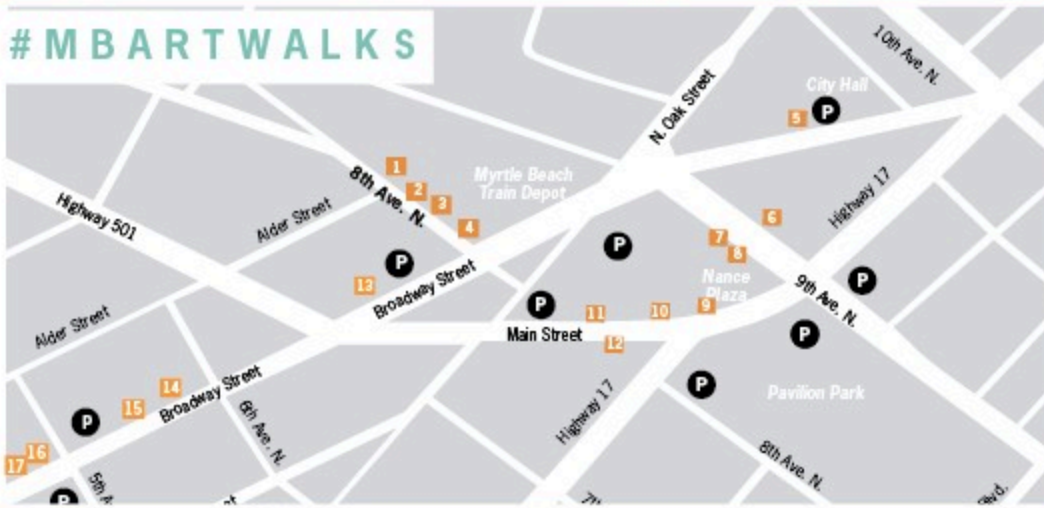 #MBARTWALKS
10th Ave. N.
City Hall
P
5
N. Oak Street
1
2
3
4
8th Ave. N.
Myrtle Beach
Train Depot
Highway 17
Highway 501
Alder Street
6
7
8
P
P
13
Broadway Street
Nance
Plaza
9
P
9th Ave. N.
P
11
10
Main Street
12
P
Alder Street
P
Pavilion Park
14
15
Broadway Street
Highway 17
P
6th Ave. N.
8th Ave. N.
16
17
5th A
P
7